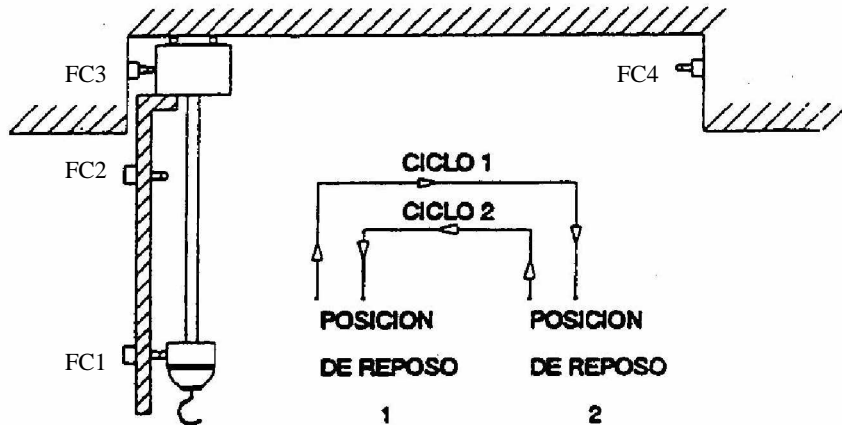 FC3
FC4
FC2
CICLO 1
CICLO 2
POSICION
DE REPOSO
1
POSICION
DE REPOSO
2
FC1